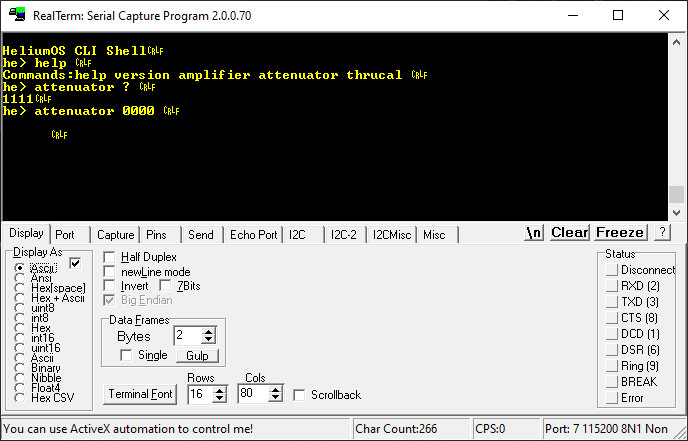 RealTerm: Serial Capture Program 2.0.0.70
HeliumOS CLI ShellCRLF
he> help CRLF
Commands:help version amplifier attenuator thrucal CRLF
he> attenuator ? CRLF
1111CRLF
he> attenuator 0000 CRLF
CRLF
Display Port Capture Pins Send Echo Port I2C I2C-2 I2CMisc Misc \n Clear Freeze ?
Display As
Ascii
Ansi
Hex[space]
Hex + Ascii
uint8
int8
Hex
int16
uint16
Ascii
Binary
Nibble
Float4
Hex CSV
Half Duplex
newLine mode
Invert 7Bits
Big Endian
Data Frames
Bytes 2
Single Gulp
Rows Cols
Terminal Font 16 80 Scrollback
Status
Disconnect
RXD (2)
TXD (3)
CTS (8)
DCD (1)
DSR (6)
Ring (9)
BREAK
Error
You can use ActiveX automation to control me! Char Count:266 CPS:0 Port: 7 115200 8N1 Non